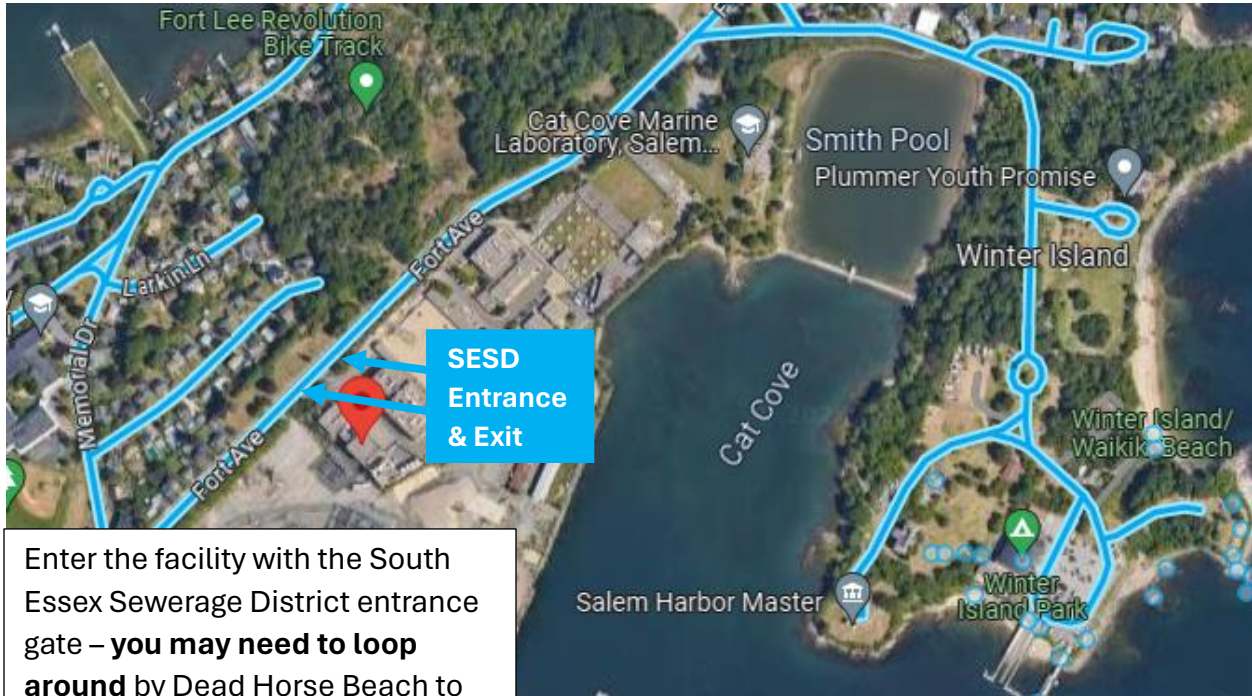 Fort Lee Revolution
Bike Track
Cat Cove Marine
Laboratory, Salem...
Smith Pool
Plummer Youth Promise
Fort Ave
Winter Island
Larkin Ln
Memorial Dr
SESD
Entrance
& Exit
Cat Cove
Winter Island/
Waikiki Beach
Fort Ave
Enter the facility with the South
Essex Sewerage District entrance
gate – you may need to loop
around by Dead Horse Beach to
Salem Harbor Master
Winter
Island Park